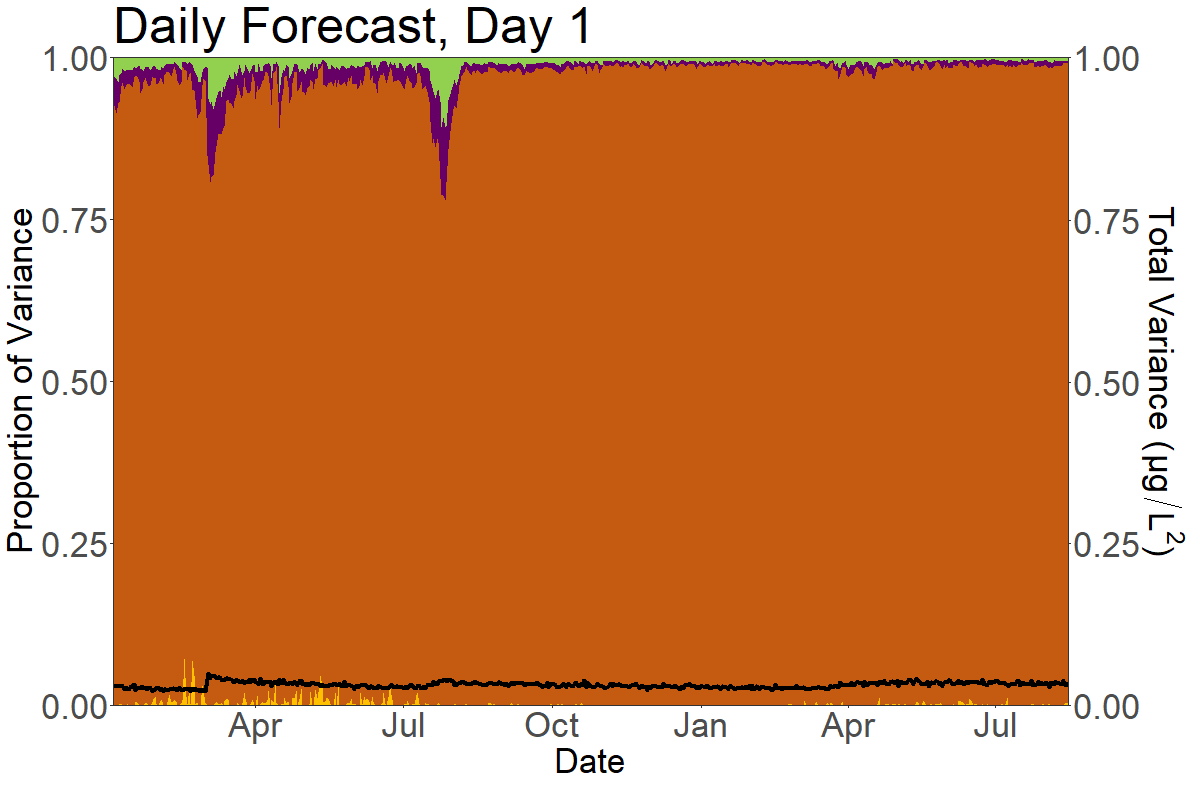 Daily Forecast, Day 1
1.00
0.75
0.50
0.25
0.00
Proportion of Variance
1.00
0.75
0.50
0.25
0.00
Total Variance (µg/L²)
Apr Jul Oct Jan Apr Jul
Date